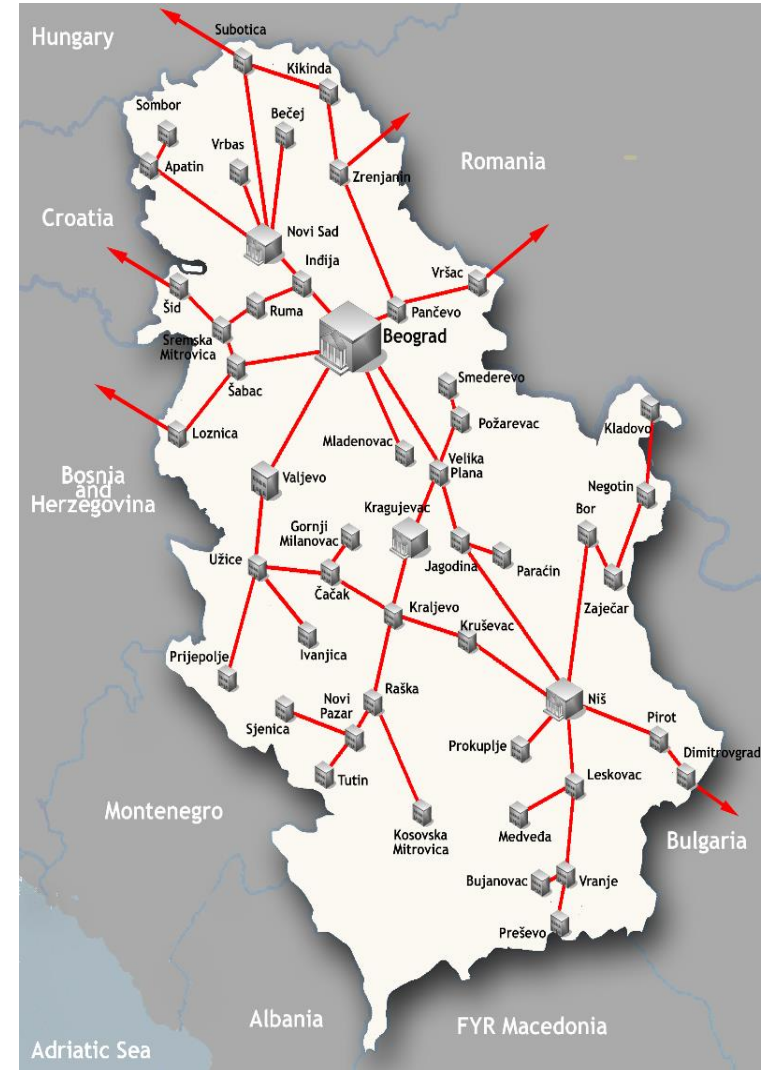 Hungary
Subotica
Kikinda
Sombor
Bečej
Vrbas
Apatin
Zrenjanin
Romania
Croatia
Novi Sad
Inđija
Vršac
Šid
Ruma
Pančevo
Sremska
Mitrovica
Beograd
Šabac
Smederevo
Požarevac
Kladovo
Loznica
Mladenovac
Velika
Plana
Bosnia
and
Herzegovina
Valjevo
Negotin
Kragujevac
Bor
Gornji
Milanovac
Užice
Jagodina
Paraćin
Čačak
Zaječar
Kraljevo
Kruševac
Ivanjica
Prijepolje
Novi
Pazar
Raška
Niš
Sjenica
Pirot
Prokuplje
Dimitrovgrad
Tutin
Leskovac
Montenegro
Kosovska
Mitrovica
Medveđa
Bulgaria
Bujanovac
Vranje
Preševo
Albania
FYR Macedonia
Adriatic Sea